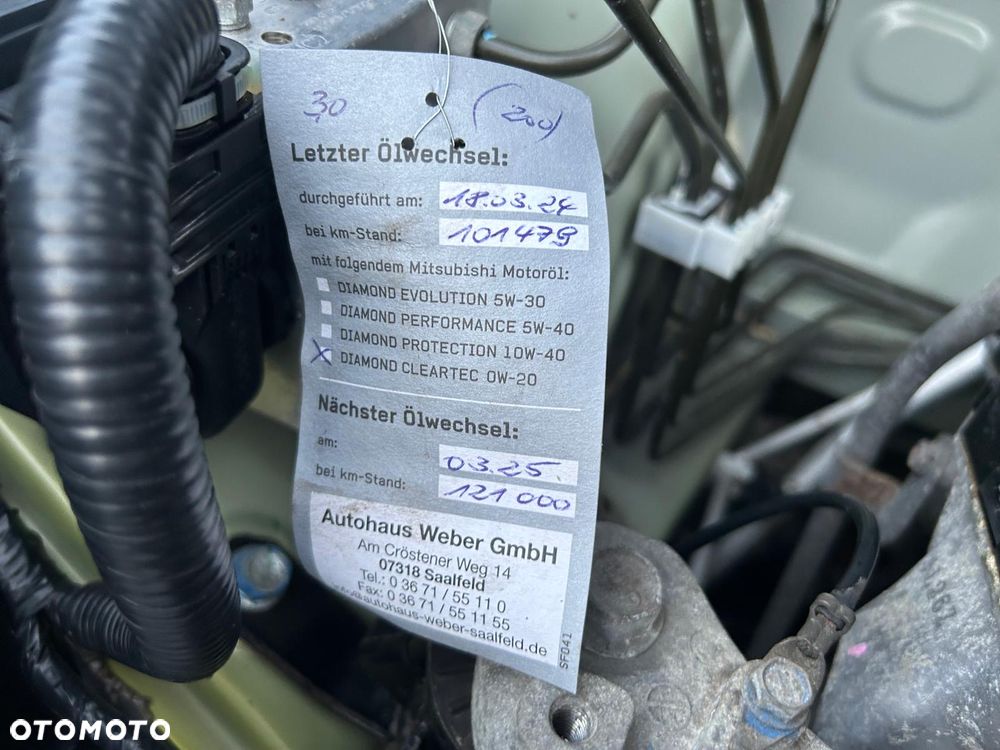 3,0
(200)
Letzter Ölwechsel:
durchgeführt am: 18.03.24
bei km-Stand: 101479
mit folgendem Mitsubishi Motoröl:
DIAMOND EVOLUTION 5W-30
DIAMOND PERFORMANCE 5W-40
DIAMOND PROTECTION 10W-40
X DIAMOND CLEARTEC 0W-20
Nächster Ölwechsel:
am: 03.25.
bei km-Stand: 121 000
Autohaus Weber GmbH
Am Cröstener Weg 14
07318 Saalfeld
Tel.: 0 36 71 / 55 11 0
Fax: 0 36 71 / 55 11 55
info@autohaus-weber-saalfeld.de
SF041
OTOMOTO